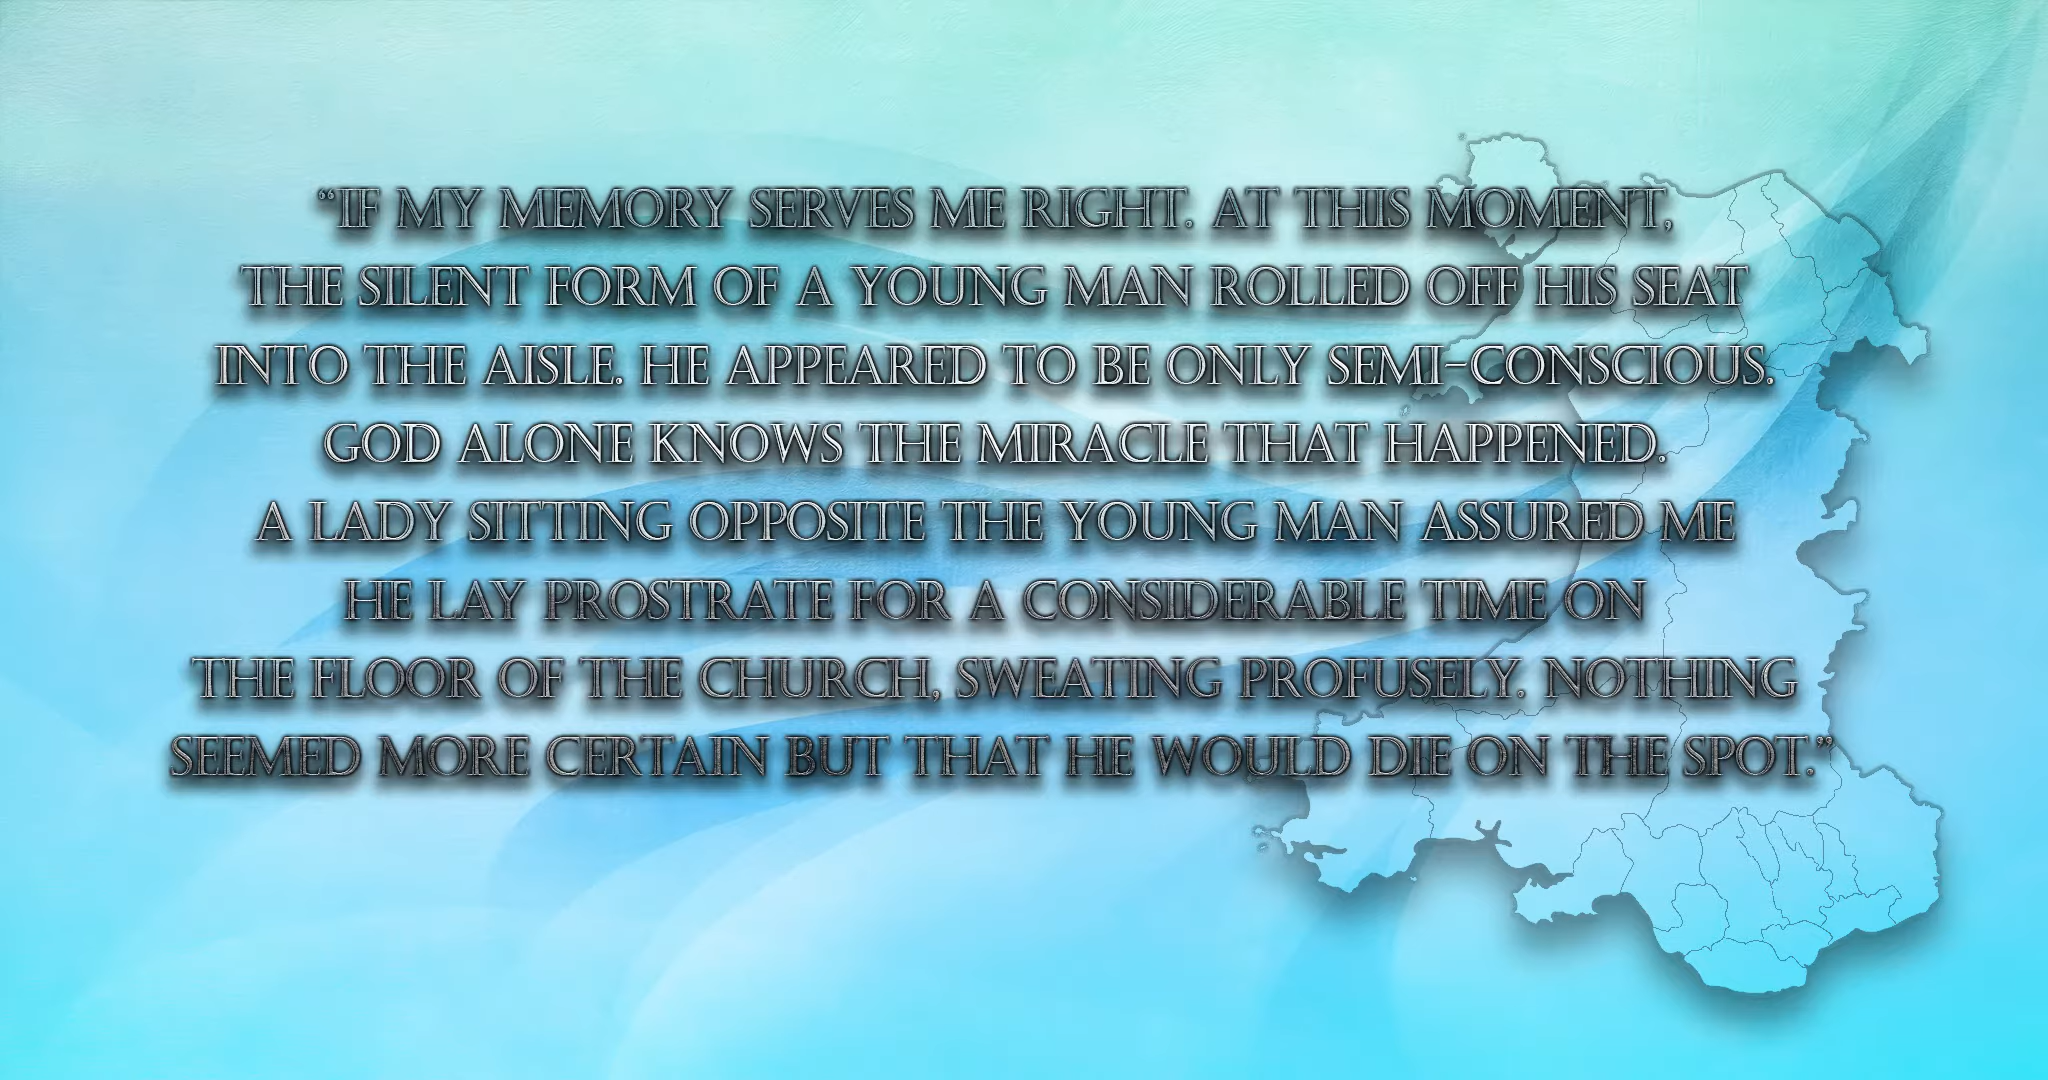 “IF MY MEMORY SERVES ME RIGHT. AT THIS MOMENT,
THE SILENT FORM OF A YOUNG MAN ROLLED OFF HIS SEAT
INTO THE AISLE. HE APPEARED TO BE ONLY SEMI-CONSCIOUS.
GOD ALONE KNOWS THE MIRACLE THAT HAPPENED.
A LADY SITTING OPPOSITE THE YOUNG MAN ASSURED ME
HE LAY PROSTRATE FOR A CONSIDERABLE TIME ON
THE FLOOR OF THE CHURCH, SWEATING PROFUSELY. NOTHING
SEEMED MORE CERTAIN BUT THAT HE WOULD DIE ON THE SPOT.”